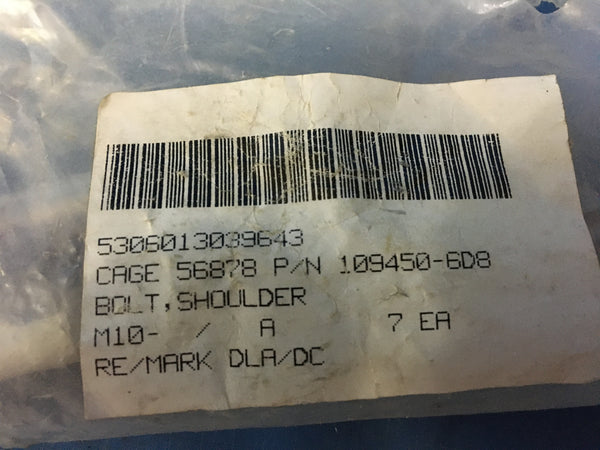 5306013039643
CAGE 56878 P/N 109450-6D8
BOLT,SHOULDER
M10- / A 7 EA
RE/MARK DLA/DC